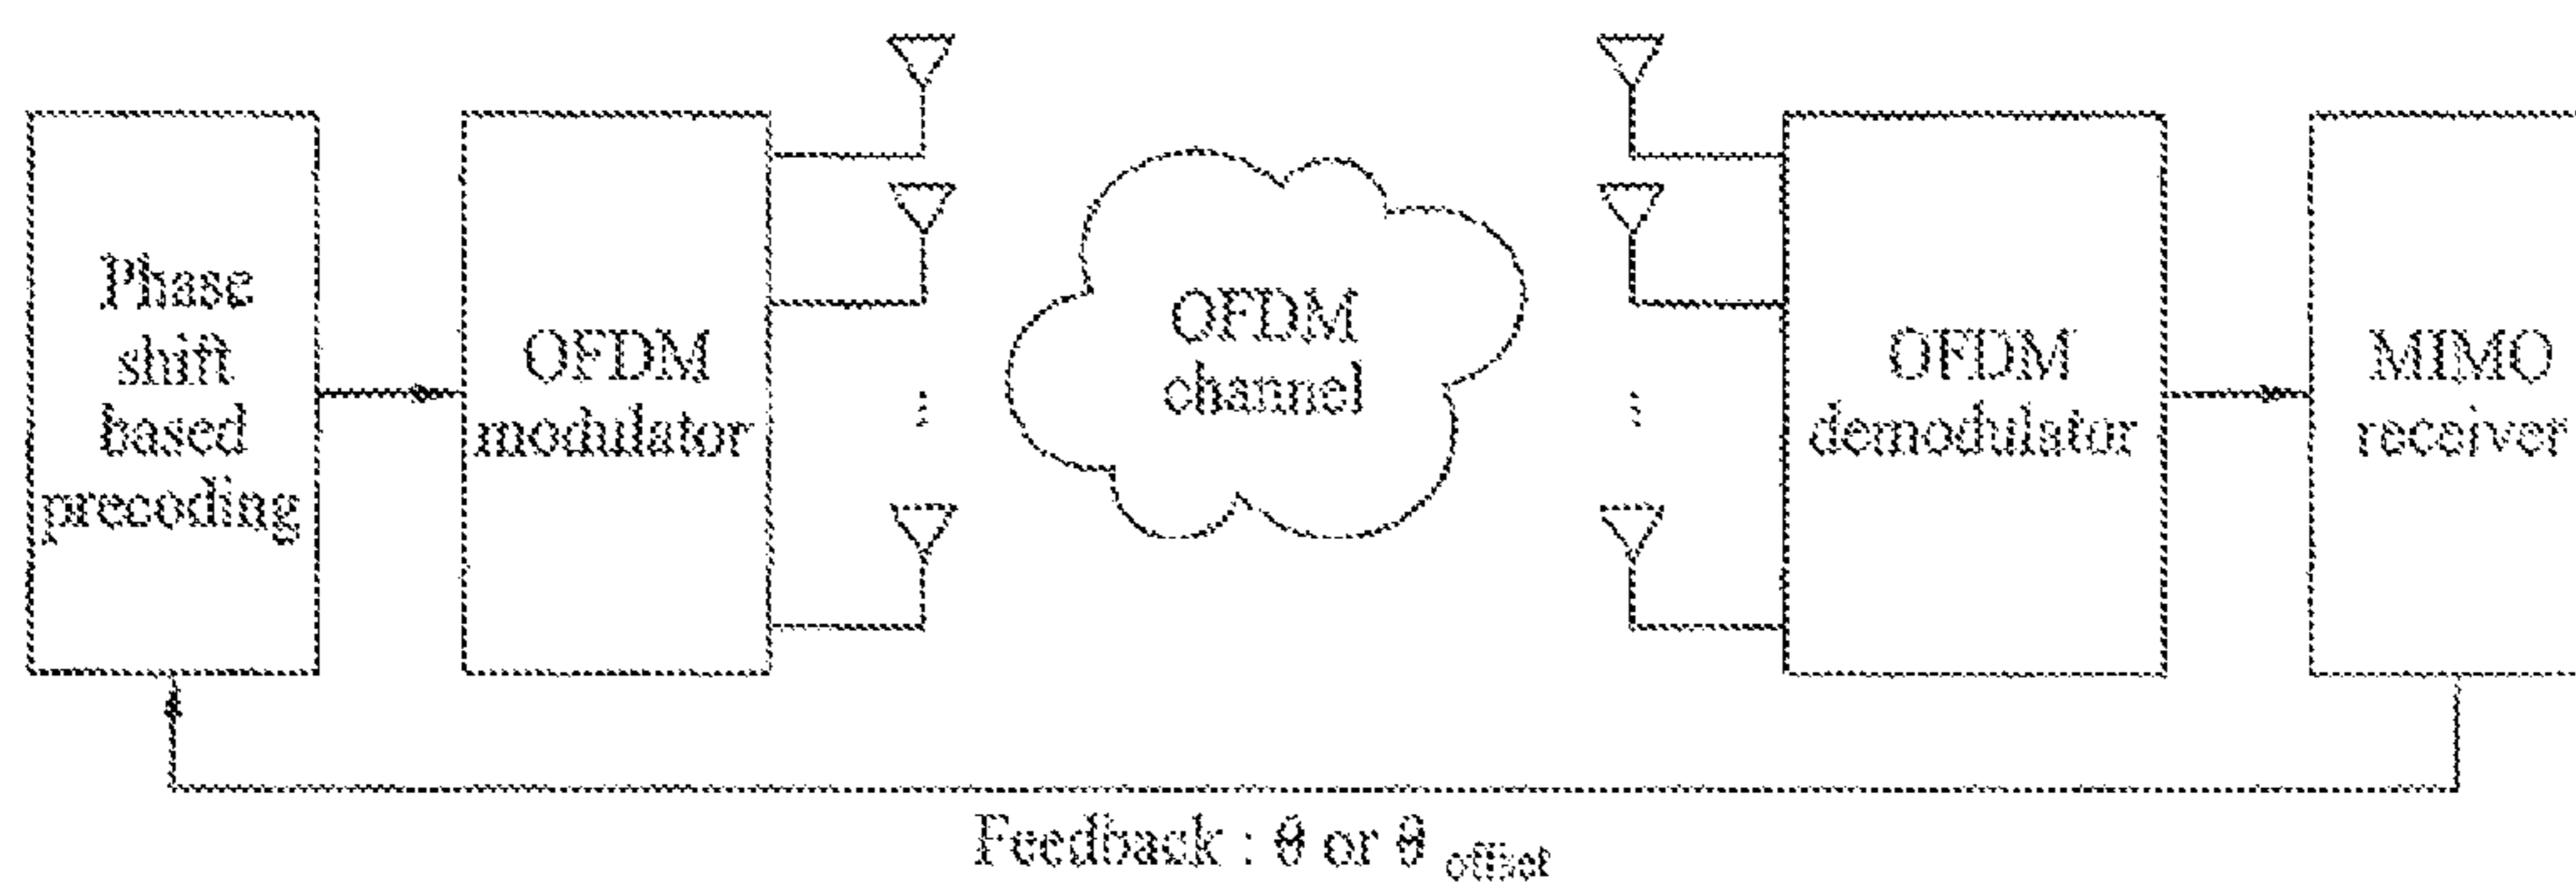 Phase
shift
based
precoding
OFDM
modulator
OFDM
channel
OFDM
demodulator
MIMO
receiver
Feedback : θ or θ offset